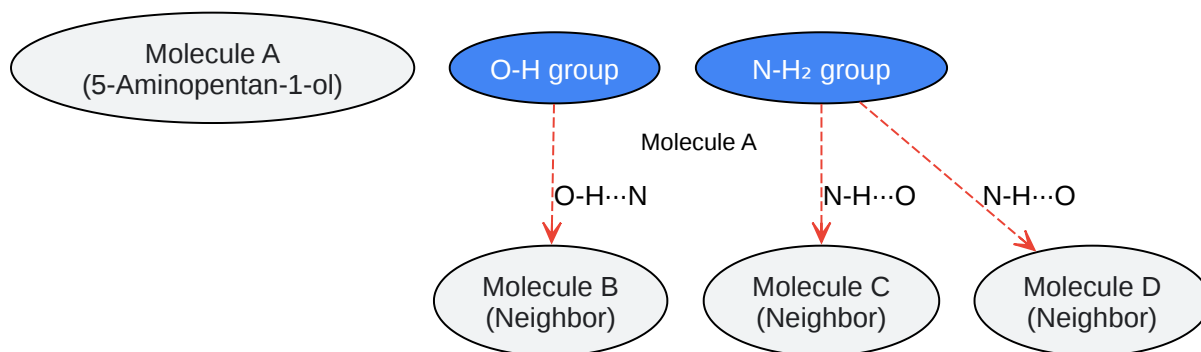 Molecule A
(5-Aminopentan-1-ol)
O-H group
N-H₂ group
Molecule A
O-H···N
N-H···O
N-H···O
Molecule B
(Neighbor)
Molecule C
(Neighbor)
Molecule D
(Neighbor)